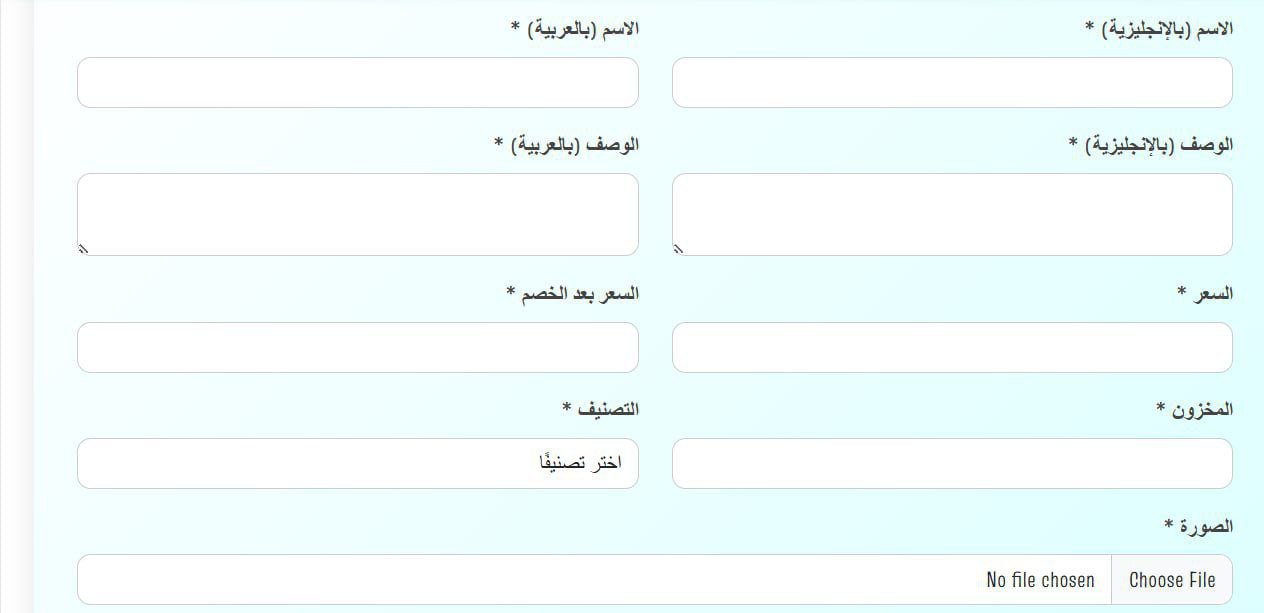 الاسم (بالإنجليزية) *
الاسم (بالعربية) *
الوصف (بالإنجليزية) *
الوصف (بالعربية) *
السعر *
السعر بعد الخصم *
المخزون *
التصنيف *
اختر تصنيفًا
الصورة *
Choose File
No file chosen